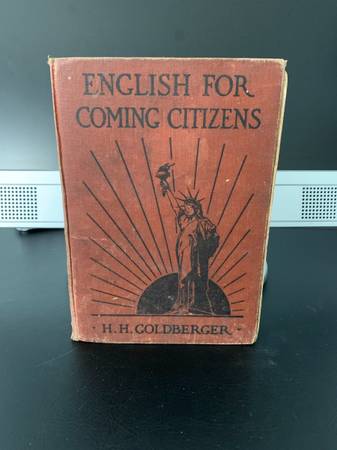 ENGLISH FOR
COMING CITIZENS
· H. H. GOLDBERGER ·